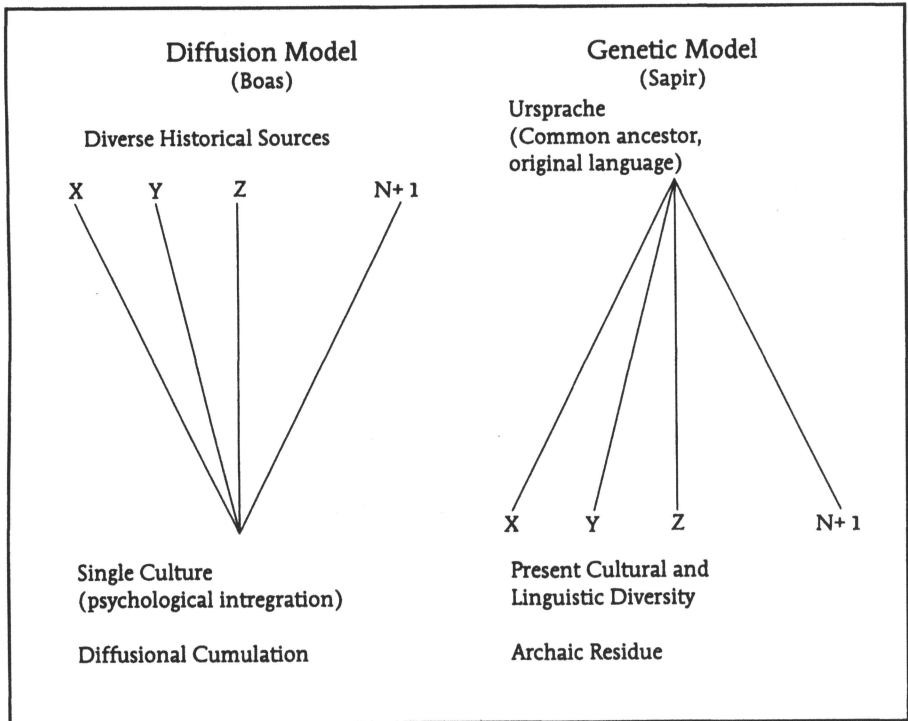 Diffusion Model
(Boas)
Diverse Historical Sources
X Y Z N+ 1
Single Culture
(psychological intregration)
Diffusional Cumulation
Genetic Model
(Sapir)
Ursprache
(Common ancestor,
original language)
X Y Z N+ 1
Present Cultural and
Linguistic Diversity
Archaic Residue